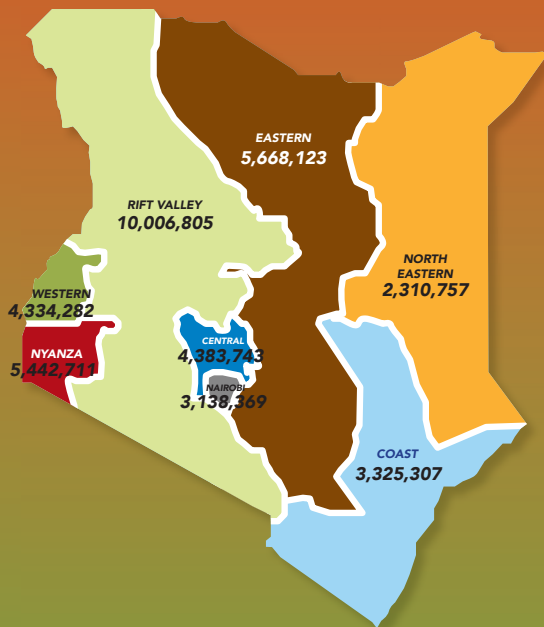 EASTERN
5,668,123
RIFT VALLEY
10,006,805
NORTH
EASTERN
2,310,757
WESTERN
4,334,282
CENTRAL
4,383,743
NYANZA
5,442,711
NAIROBI
3,138,369
COAST
3,325,307